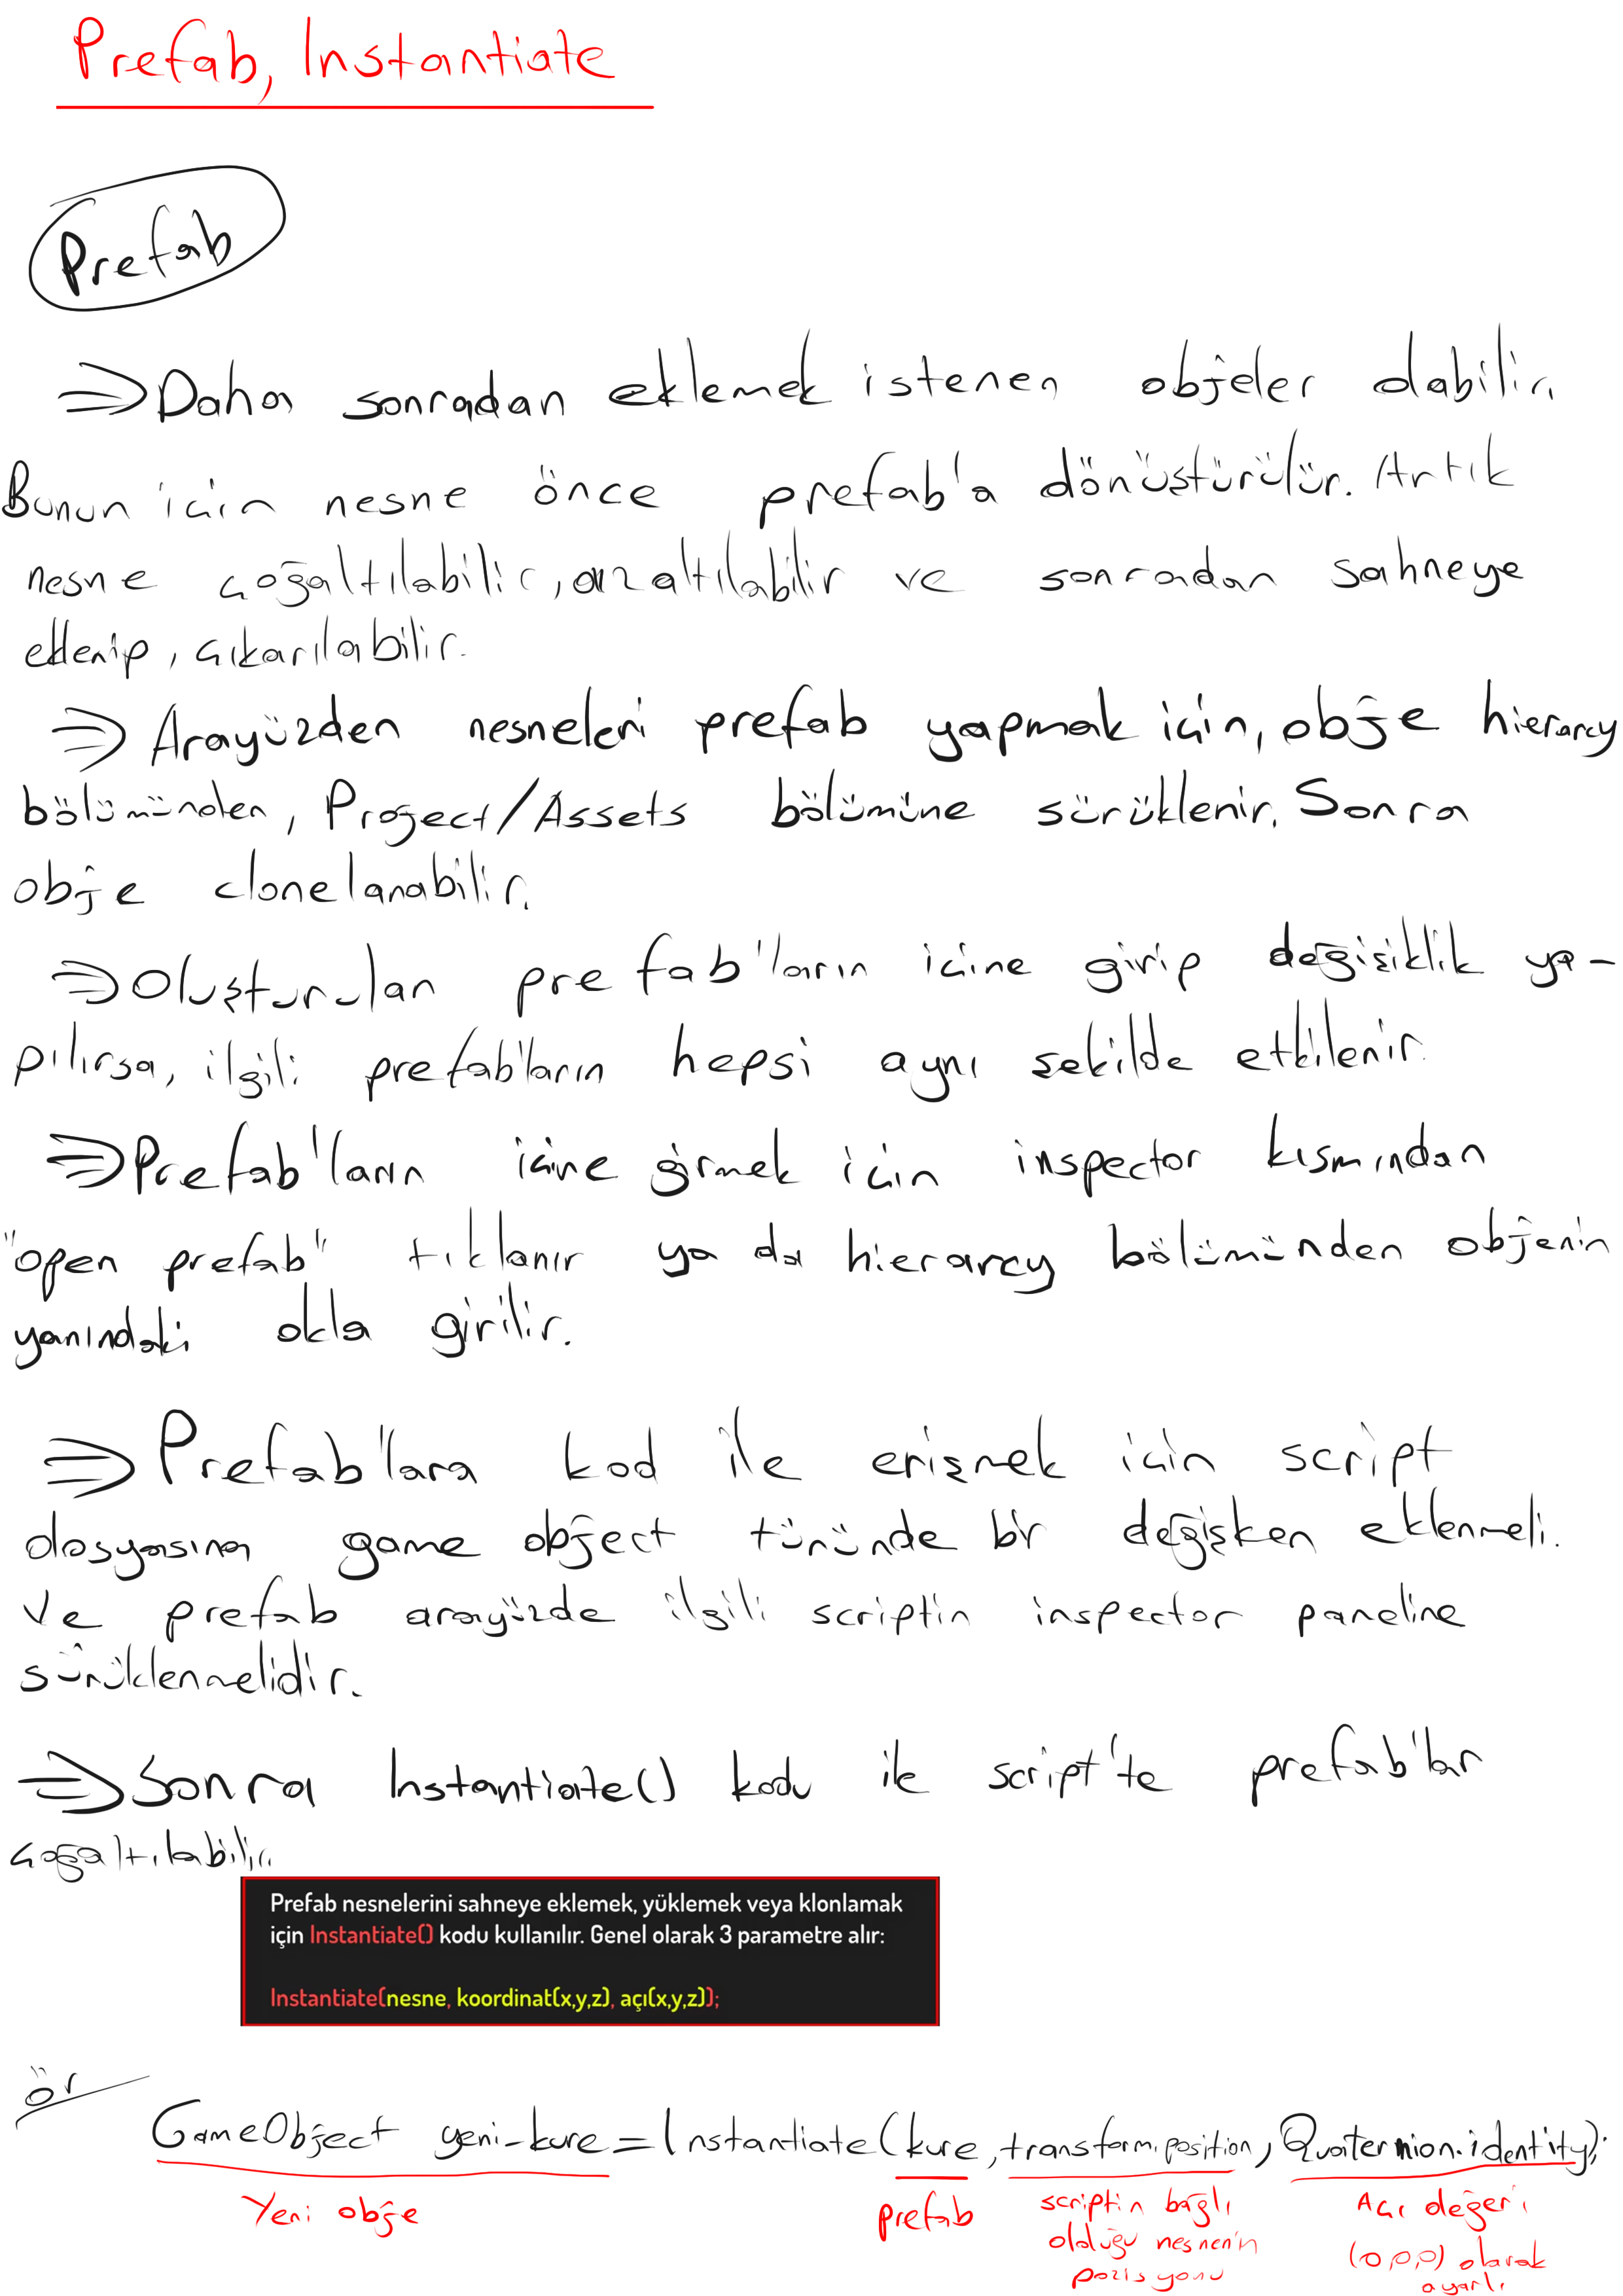 Prefab, Instantiate
Prefab
⇒ Daha sonradan eklemek istenen objeler olabilir.
Bunun için nesne önce prefab'a dönüştürülür. Artık
nesne çoğaltılabilir, azaltılabilir ve sonradan sahneye
eklenip, çıkarılabilir.
⇒ Arayüzden nesneleri prefab yapmak için, obje hierarcy
bölümünden, Project/Assets bölümüne sürüklenir. Sonra
obje clonelanabilir.
⇒ Oluşturulan prefab'ların içine girip değişiklik ya-
pılırsa, ilgili prefab'ların hepsi aynı şekilde etkilenir.
⇒ Prefab'ların içine girmek için inspector kısmından
"open prefab" tıklanır ya da hierarcy bölümünden objenin
yanındaki okla girilir.
⇒ Prefab'lara kod ile erişmek için script
dosyasına game object türünde bir değişken eklenmeli.
Ve prefab arayüzde ilgili scriptin inspector paneline
sürüklenmelidir.
⇒ Sonra Instantiate() kodu ile script'te prefab'lar
çoğaltılabilir.
Prefab nesnelerini sahneye eklemek, yüklemek veya klonlamak
için Instantiate() kodu kullanılır. Genel olarak 3 parametre alır:
Instantiate(nesne, koordinat(x,y,z), açı(x,y,z));
ör
GameObject yeni-kure = Instantiate(kure, transform.position, Quaternion.identity);
Yeni obje prefab scriptin bağlı Açı değeri
olduğu nesnenin (0,0,0) olarak
pozisyonu ayarlı